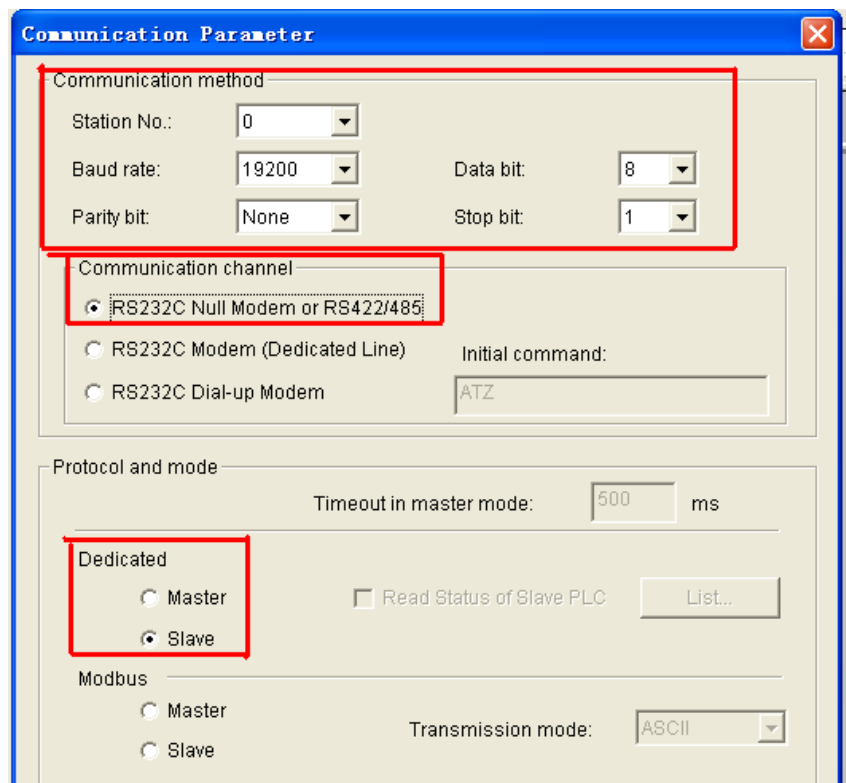 Communication Parameter
Communication method
Station No.: 0
Baud rate: 19200 Data bit: 8
Parity bit: None Stop bit: 1
Communication channel
RS232C Null Modem or RS422/485
RS232C Modem (Dedicated Line) Initial command:
RS232C Dial-up Modem ATZ
Protocol and mode
Timeout in master mode: 500 ms
Dedicated
Master Read Status of Slave PLC List...
Slave
Modbus
Master
Transmission mode: ASCII
Slave